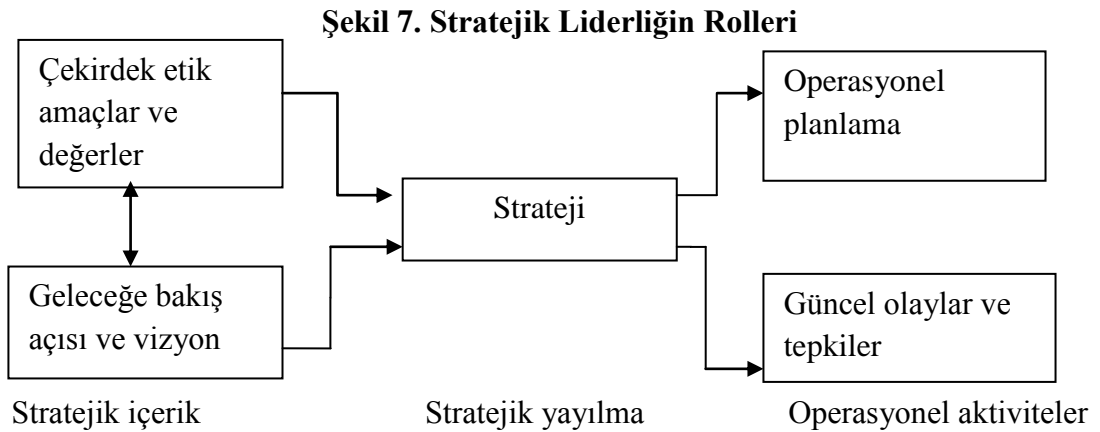 Şekil 7. Stratejik Liderliğin Rolleri
Çekirdek etik
amaçlar ve
değerler
Geleceğe bakış
açısı ve vizyon
Strateji
Operasyonel
planlama
Güncel olaylar ve
tepkiler
Stratejik içerik
Stratejik yayılma
Operasyonel aktiviteler